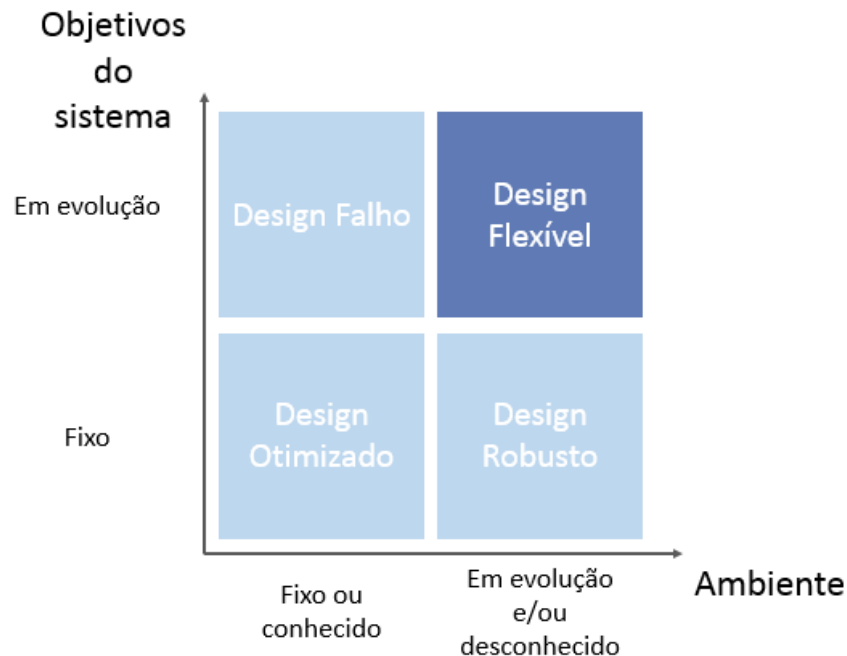 Objetivos
do
sistema
Em evolução
Design Falho
Design
Flexível
Fixo
Design
Otimizado
Design
Robusto
Fixo ou
conhecido
Em evolução
e/ou
desconhecido
Ambiente